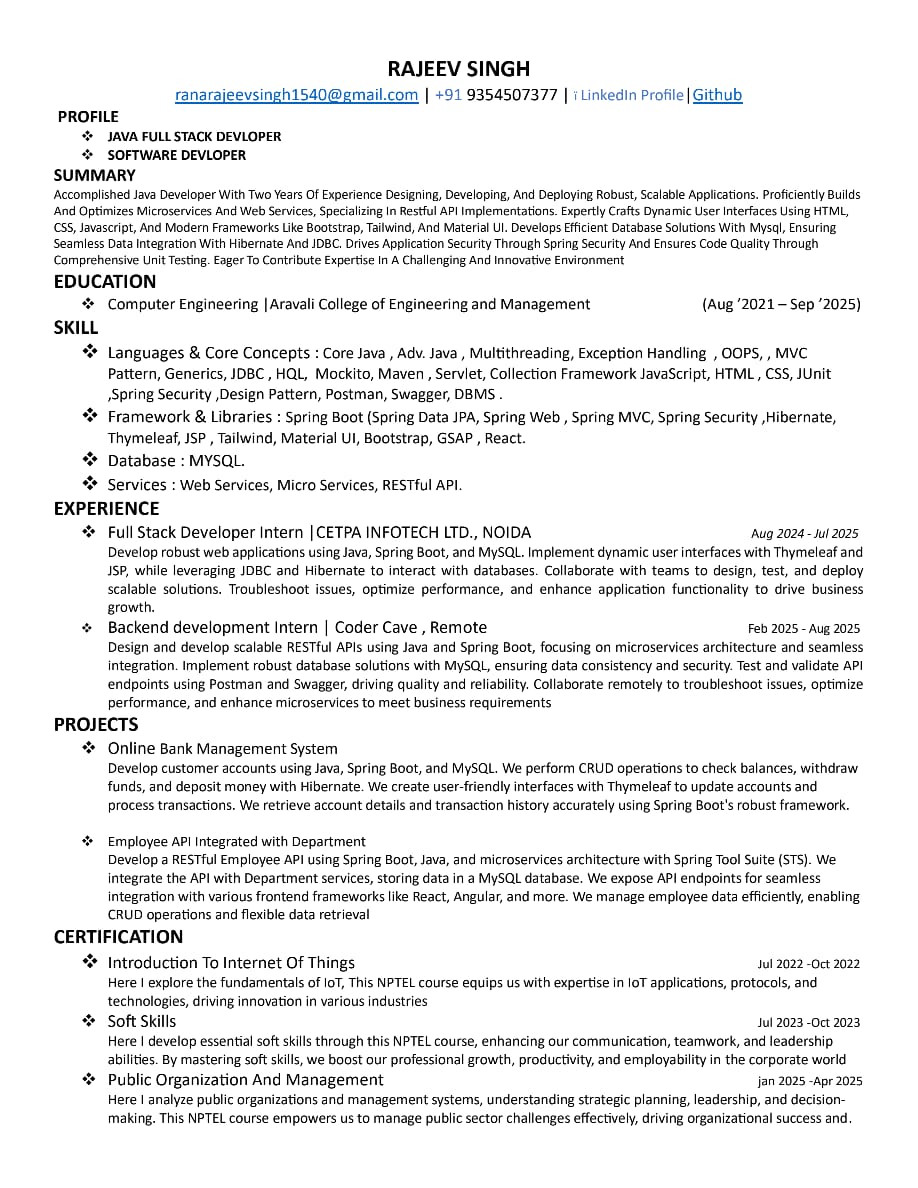 RAJEEV SINGH
ranarajeevsingh1540@gmail.com | +91 9354507377 | ï LinkedIn Profile|Github
PROFILE
❖ JAVA FULL STACK DEVLOPER
❖ SOFTWARE DEVLOPER
SUMMARY
Accomplished Java Developer With Two Years Of Experience Designing, Developing, And Deploying Robust, Scalable Applications. Proficiently Builds
And Optimizes Microservices And Web Services, Specializing In Restful API Implementations. Expertly Crafts Dynamic User Interfaces Using HTML,
CSS, Javascript, And Modern Frameworks Like Bootstrap, Tailwind, And Material UI. Develops Efficient Database Solutions With Mysql, Ensuring
Seamless Data Integration With Hibernate And JDBC. Drives Application Security Through Spring Security And Ensures Code Quality Through
Comprehensive Unit Testing. Eager To Contribute Expertise In A Challenging And Innovative Environment
EDUCATION
❖ Computer Engineering |Aravali College of Engineering and Management (Aug ’2021 – Sep ’2025)
SKILL
❖ Languages & Core Concepts : Core Java , Adv. Java , Multithreading, Exception Handling , OOPS, , MVC
Pattern, Generics, JDBC , HQL, Mockito, Maven , Servlet, Collection Framework JavaScript, HTML , CSS, JUnit
,Spring Security ,Design Pattern, Postman, Swagger, DBMS .
❖ Framework & Libraries : Spring Boot (Spring Data JPA, Spring Web , Spring MVC, Spring Security ,Hibernate,
Thymeleaf, JSP , Tailwind, Material UI, Bootstrap, GSAP , React.
❖ Database : MYSQL.
❖ Services : Web Services, Micro Services, RESTful API.
EXPERIENCE
❖ Full Stack Developer Intern |CETPA INFOTECH LTD., NOIDA Aug 2024 - Jul 2025
Develop robust web applications using Java, Spring Boot, and MySQL. Implement dynamic user interfaces with Thymeleaf and
JSP, while leveraging JDBC and Hibernate to interact with databases. Collaborate with teams to design, test, and deploy
scalable solutions. Troubleshoot issues, optimize performance, and enhance application functionality to drive business
growth.
❖ Backend development Intern | Coder Cave , Remote Feb 2025 - Aug 2025
Design and develop scalable RESTful APIs using Java and Spring Boot, focusing on microservices architecture and seamless
integration. Implement robust database solutions with MySQL, ensuring data consistency and security. Test and validate API
endpoints using Postman and Swagger, driving quality and reliability. Collaborate remotely to troubleshoot issues, optimize
performance, and enhance microservices to meet business requirements
PROJECTS
❖ Online Bank Management System
Develop customer accounts using Java, Spring Boot, and MySQL. We perform CRUD operations to check balances, withdraw
funds, and deposit money with Hibernate. We create user-friendly interfaces with Thymeleaf to update accounts and
process transactions. We retrieve account details and transaction history accurately using Spring Boot's robust framework.
❖ Employee API Integrated with Department
Develop a RESTful Employee API using Spring Boot, Java, and microservices architecture with Spring Tool Suite (STS). We
integrate the API with Department services, storing data in a MySQL database. We expose API endpoints for seamless
integration with various frontend frameworks like React, Angular, and more. We manage employee data efficiently, enabling
CRUD operations and flexible data retrieval
CERTIFICATION
❖ Introduction To Internet Of Things Jul 2022 -Oct 2022
Here I explore the fundamentals of IoT, This NPTEL course equips us with expertise in IoT applications, protocols, and
technologies, driving innovation in various industries
❖ Soft Skills Jul 2023 -Oct 2023
Here I develop essential soft skills through this NPTEL course, enhancing our communication, teamwork, and leadership
abilities. By mastering soft skills, we boost our professional growth, productivity, and employability in the corporate world
❖ Public Organization And Management jan 2025 -Apr 2025
Here I analyze public organizations and management systems, understanding strategic planning, leadership, and decision-
making. This NPTEL course empowers us to manage public sector challenges effectively, driving organizational success and.